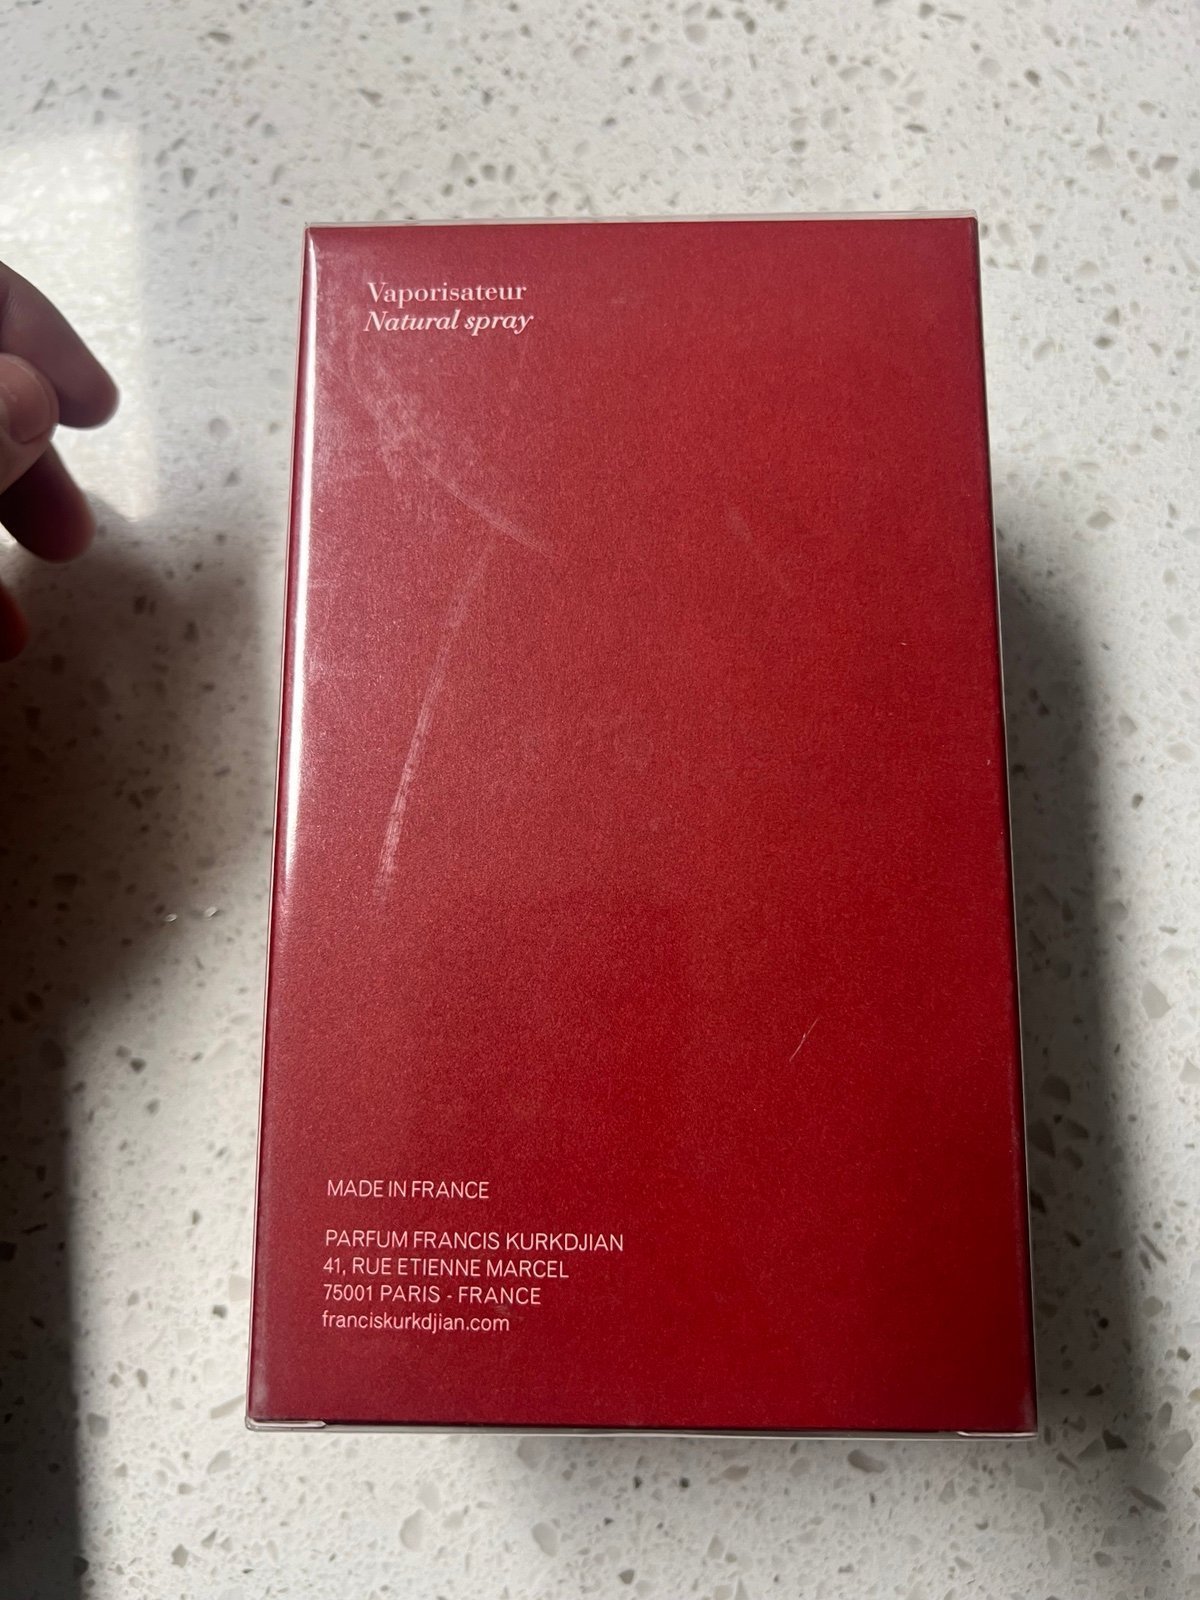 Vaporisateur
Natural spray
MADE IN FRANCE
PARFUM FRANCIS KURKDJIAN
41, RUE ETIENNE MARCEL
75001 PARIS - FRANCE
franciskurkdjian.com